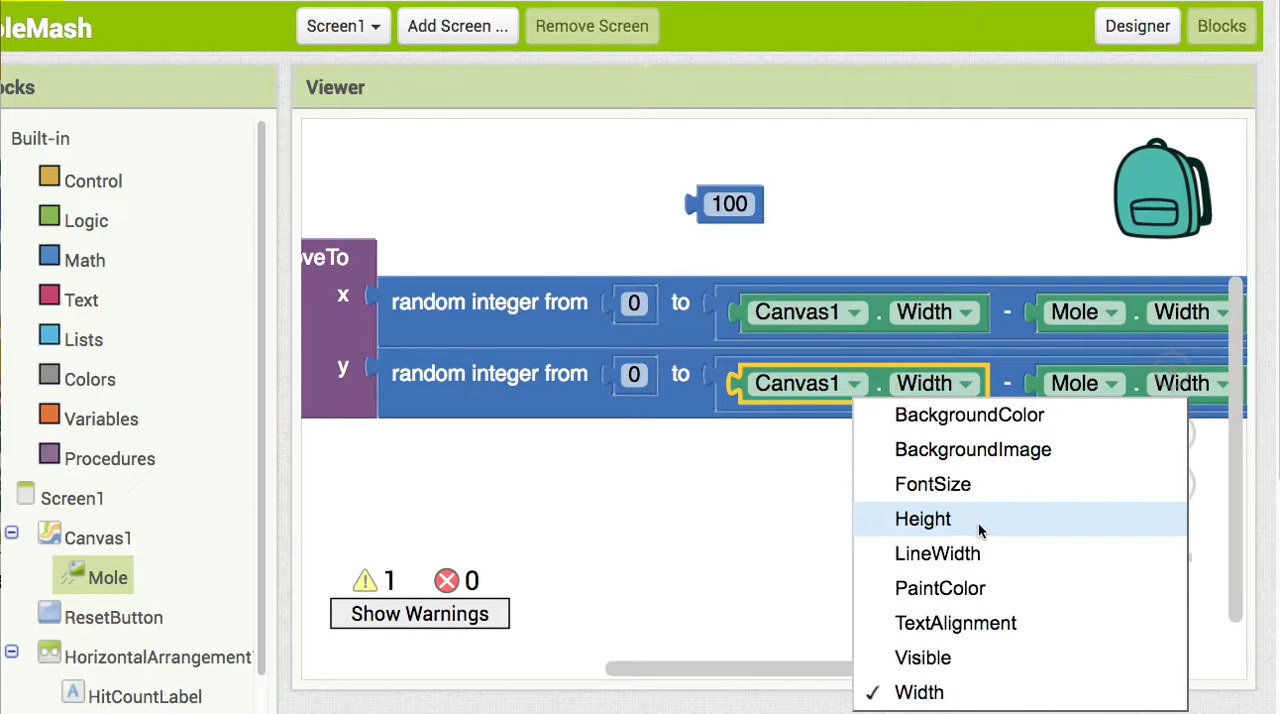 oleMash
Screen1
Add Screen ...
Remove Screen
Designer
Blocks
ocks
Viewer
Built-in
Control
Logic
Math
Text
Lists
Colors
Variables
Procedures
Screen1
Canvas1
Mole
ResetButton
HorizontalArrangement
A HitCountLabel
100
veTo
x random integer from 0 to Canvas1 . Width - Mole . Width
y random integer from 0 to Canvas1 . Width - Mole . Width
BackgroundColor
BackgroundImage
FontSize
Height
LineWidth
PaintColor
TextAlignment
Visible
✓ Width
1 0
Show Warnings